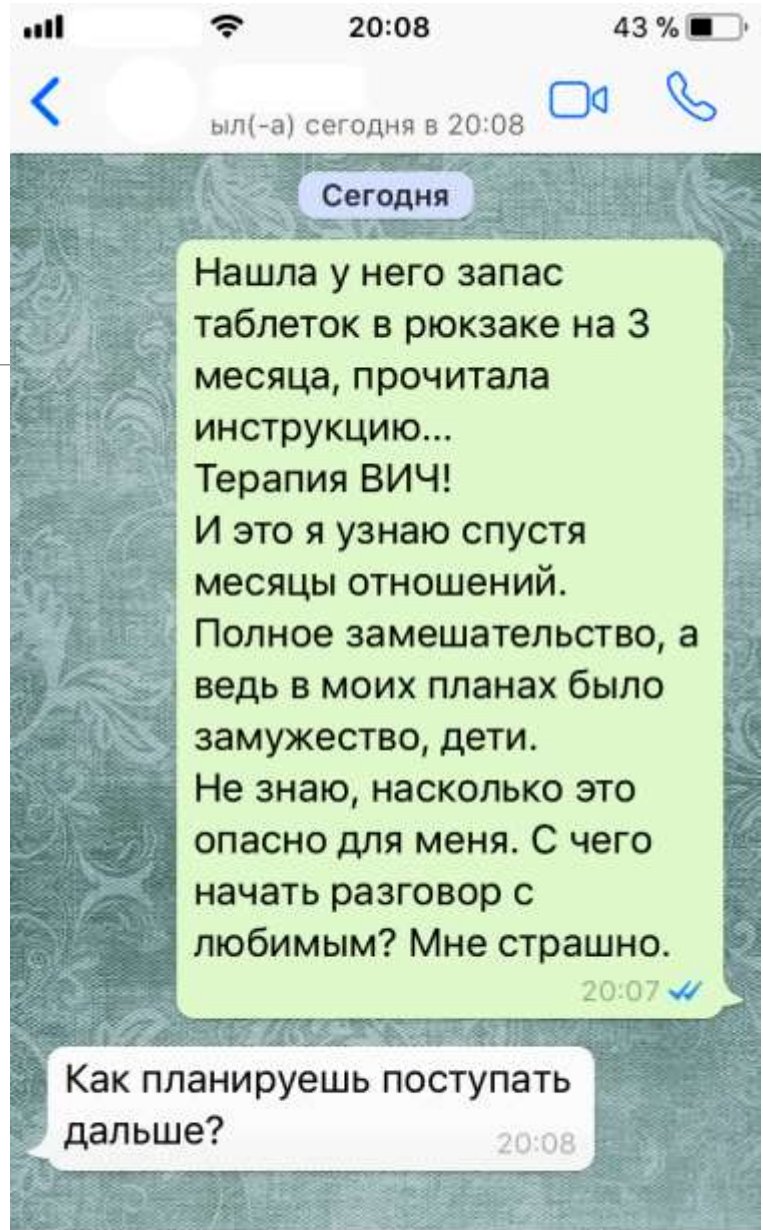 20:08
43 %
ыл(-а) сегодня в 20:08
Сегодня
Нашла у него запас
таблеток в рюкзаке на 3
месяца, прочитала
инструкцию...
Терапия ВИЧ!
И это я узнаю спустя
месяцы отношений.
Полное замешательство, а
ведь в моих планах было
замужество, дети.
Не знаю, насколько это
опасно для меня. С чего
начать разговор с
любимым? Мне страшно.
20:07
Как планируешь поступать
дальше?
20:08